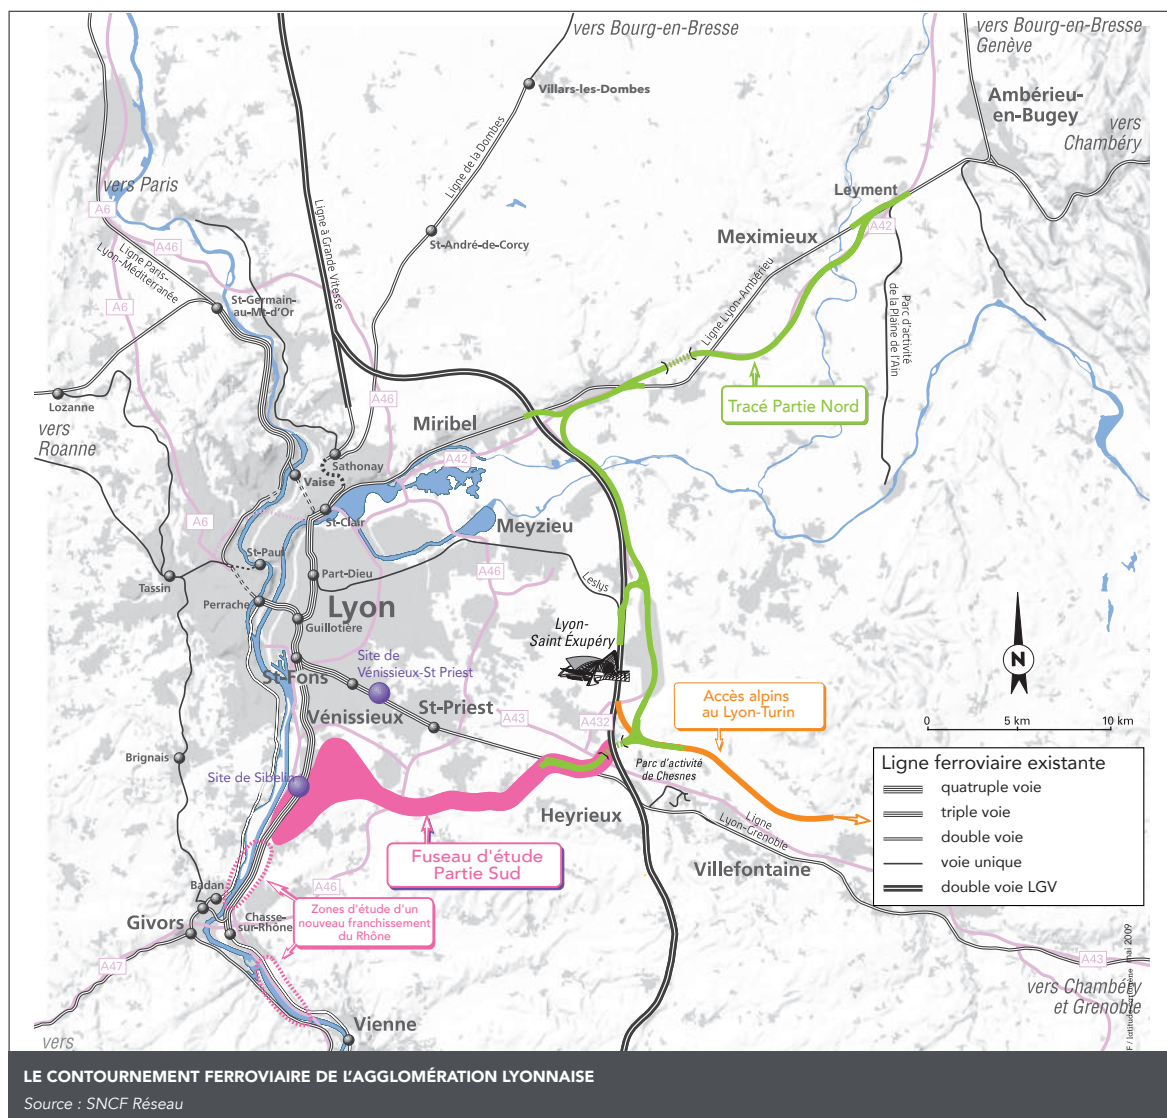 vers Bourg-en-Bresse
vers Bourg-en-Bresse
Genève
Villars-les-Dombes
Ambérieu-
en-Bugey
vers
Chambéry
Ligne de la Dombes
vers Paris
Leyment
A6
A42
Ligne à Grande Vitesse
St-André-de-Corcy
Meximieux
A46
Ligne Paris-
Lyon-Méditerranée
Ligne Lyon-Ambérieu
Parc d'activité
de la Plaine de l'Ain
A6
St-Germain-
au-Mt-d'Or
Tracé Partie Nord
Lozanne
A46
Miribel
vers
Roanne
Sathonay
A42
Vaise
A6
St-Clair
Meyzieu
St-Paul
Tassin
Part-Dieu
A46
Leslys
Perrache
Lyon
Guillotière
Lyon-
Saint Éxupéry
N
Site de
Vénissieux-St Priest
St-Fons
Accès alpins
au Lyon-Turin
Vénissieux
St-Priest
A43
A432
0
5 km
10 km
Brignais
Site de Sibelin
Parc d'activité
de Chesnes
Ligne ferroviaire existante
quatruple voie
triple voie
double voie
voie unique
double voie LGV
Heyrieux
Ligne
Lyon-Grenoble
Fuseau d'étude
Partie Sud
Villefontaine
Badan
A46
Givors
Chasse-
sur-Rhône
Zones d'étude d'un
nouveau franchissement
du Rhône
A47
A43
vers Chambéry
et Grenoble
Vienne
vers
mai 2009
LE CONTOURNEMENT FERROVIAIRE DE L'AGGLOMÉRATION LYONNAISE
Source : SNCF Réseau